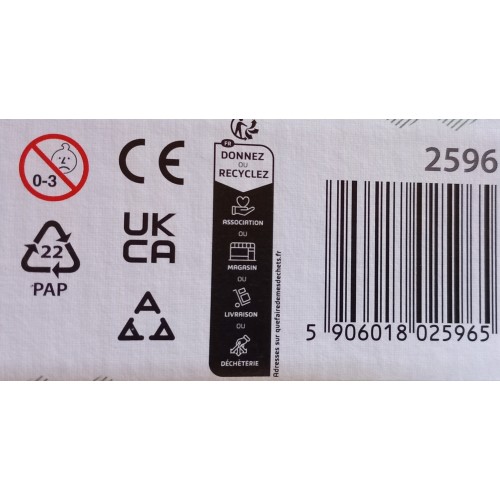 0-3
CE
22
PAP
UK
CA
A
FR
DONNEZ
OU
RECYCLEZ
ASSOCIATION
OU
MAGASIN
OU
LIVRAISON
OU
DÉCHÈTERIE
Adresses sur quefairedemesdechets.fr
2596
5 906018 025965